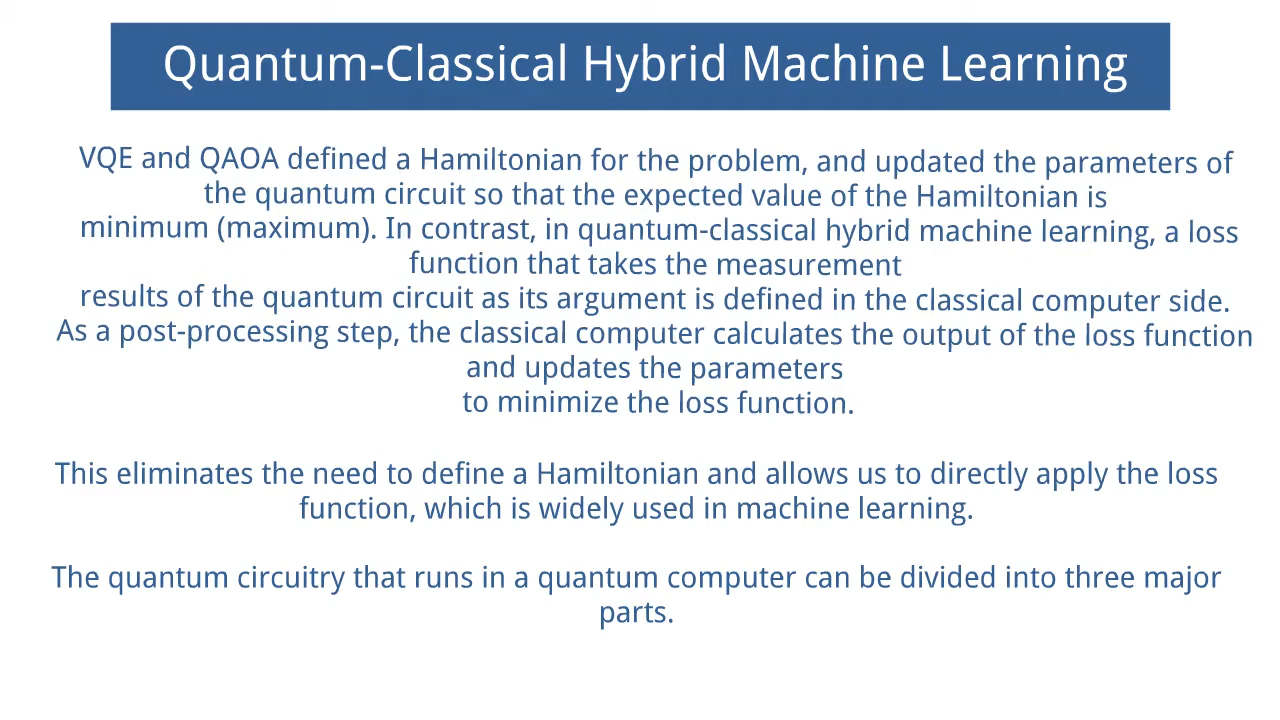 Quantum-Classical Hybrid Machine Learning
VQE and QAOA defined a Hamiltonian for the problem, and updated the parameters of
the quantum circuit so that the expected value of the Hamiltonian is
minimum (maximum). In contrast, in quantum-classical hybrid machine learning, a loss
function that takes the measurement
results of the quantum circuit as its argument is defined in the classical computer side.
As a post-processing step, the classical computer calculates the output of the loss function
and updates the parameters
to minimize the loss function.
This eliminates the need to define a Hamiltonian and allows us to directly apply the loss
function, which is widely used in machine learning.
The quantum circuitry that runs in a quantum computer can be divided into three major
parts.